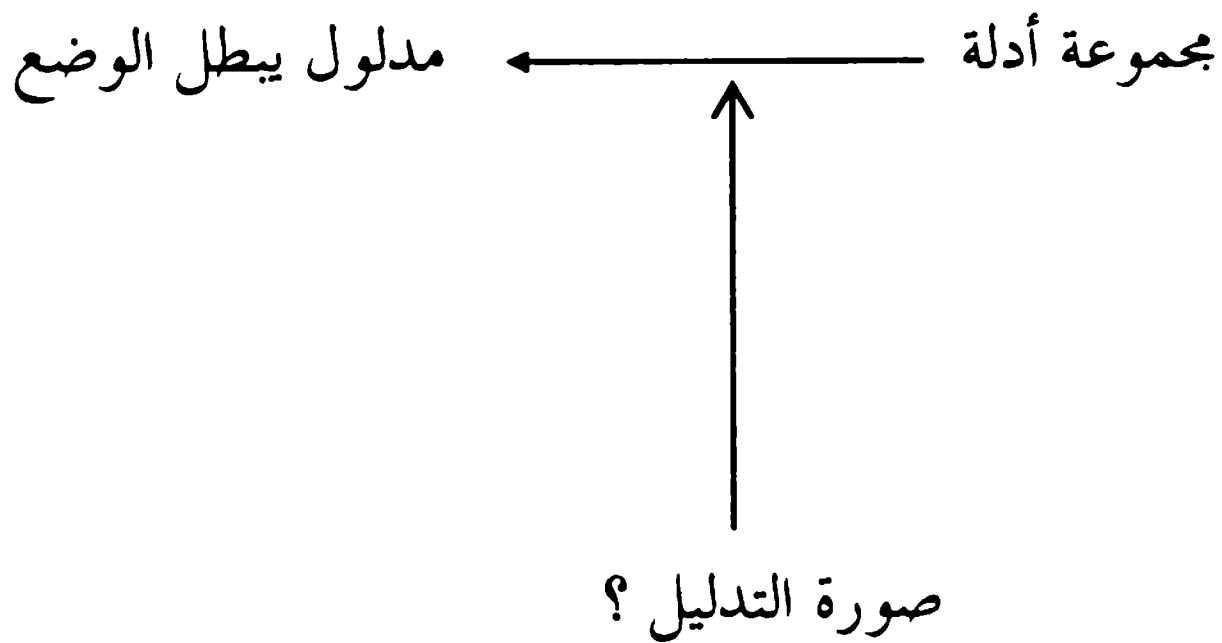 مجموعة أدلة
مدلول يبطل الوضع
صورة التدليل ؟